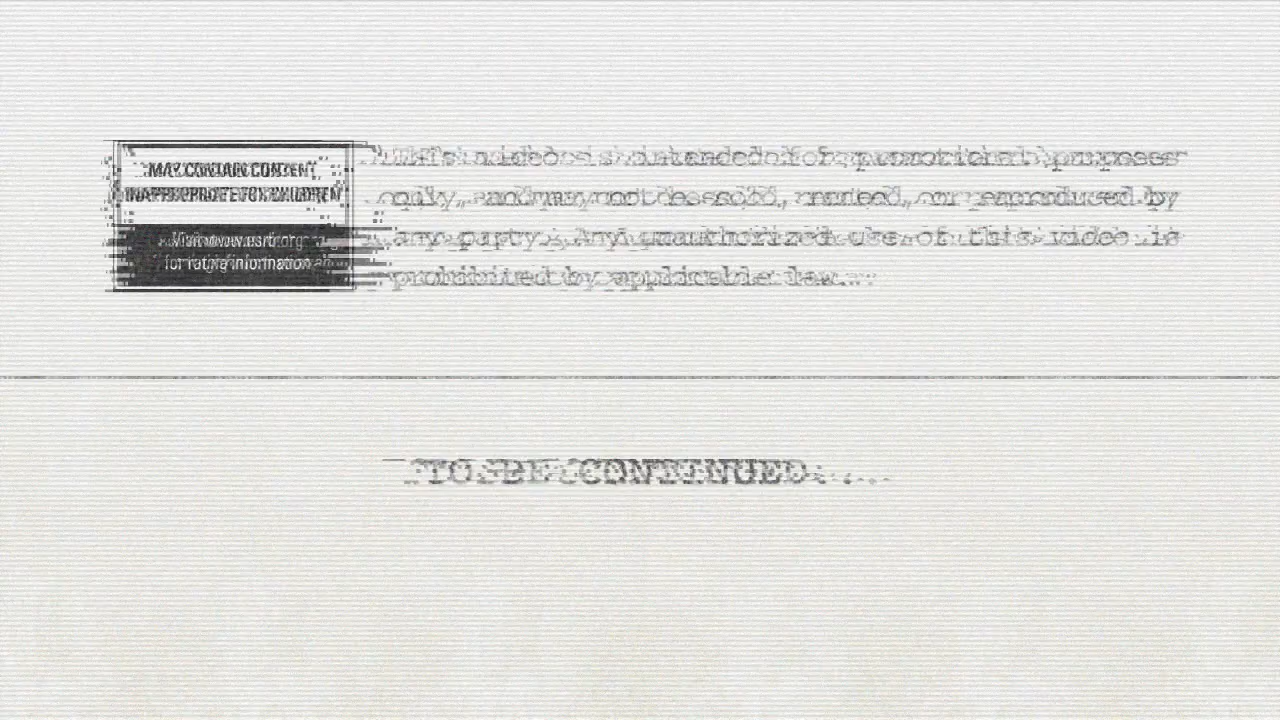 MAY CONTAIN CONTENT
INAPPROPRIATE FOR CHILDREN
Visit www.esrb.org
for rating information
This video is intended for promotional purposes
only, and may not be sold, rented, or reproduced by
any party. Any unauthorized use of this video is
prohibited by applicable law.
TO BE CONTINUED